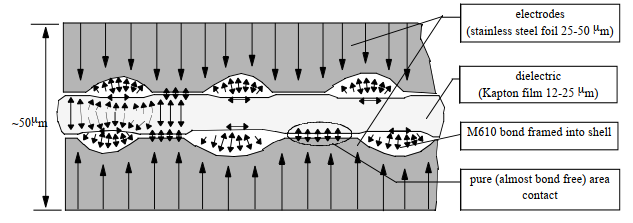 electrodes
(stainless steel foil 25-50 μm)
dielectric
(Kapton film 12-25 μm)
~50μm
M610 bond framed into shell
pure (almost bond free) area
contact